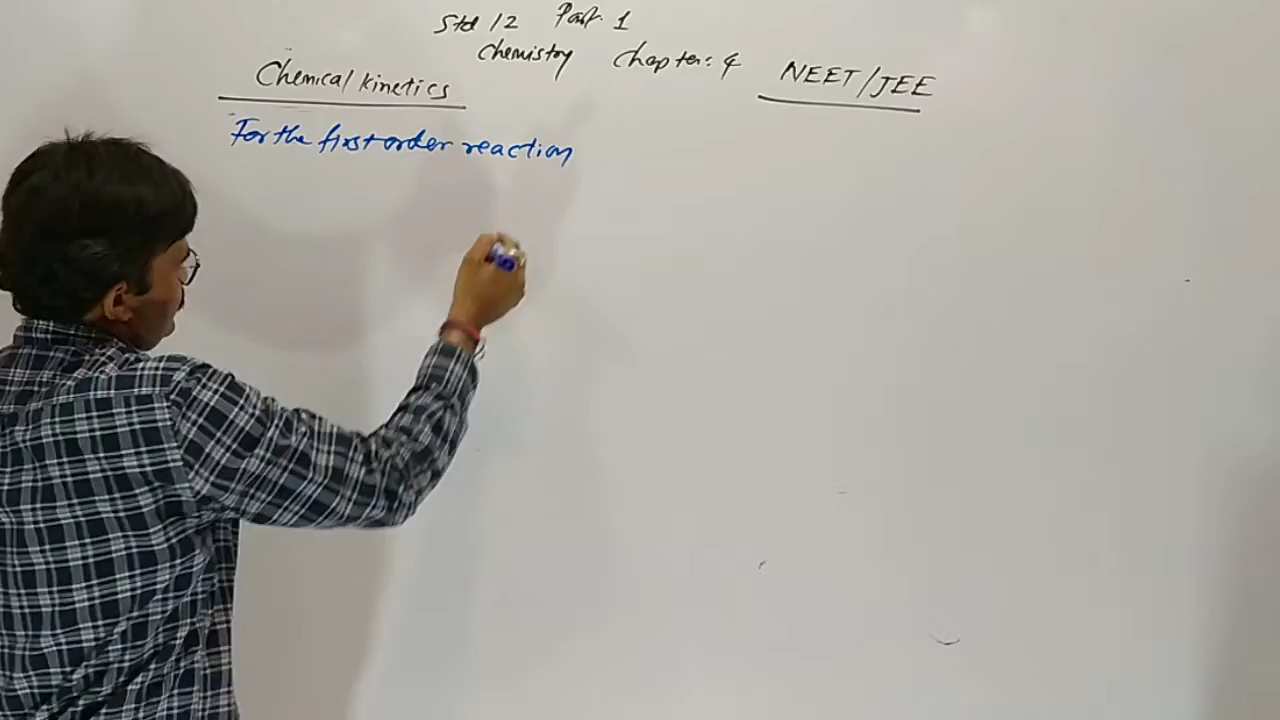 Std 12 Part. 1
Chemistry Chapter: 4
NEET/JEE
Chemical kinetics
For the first order reaction